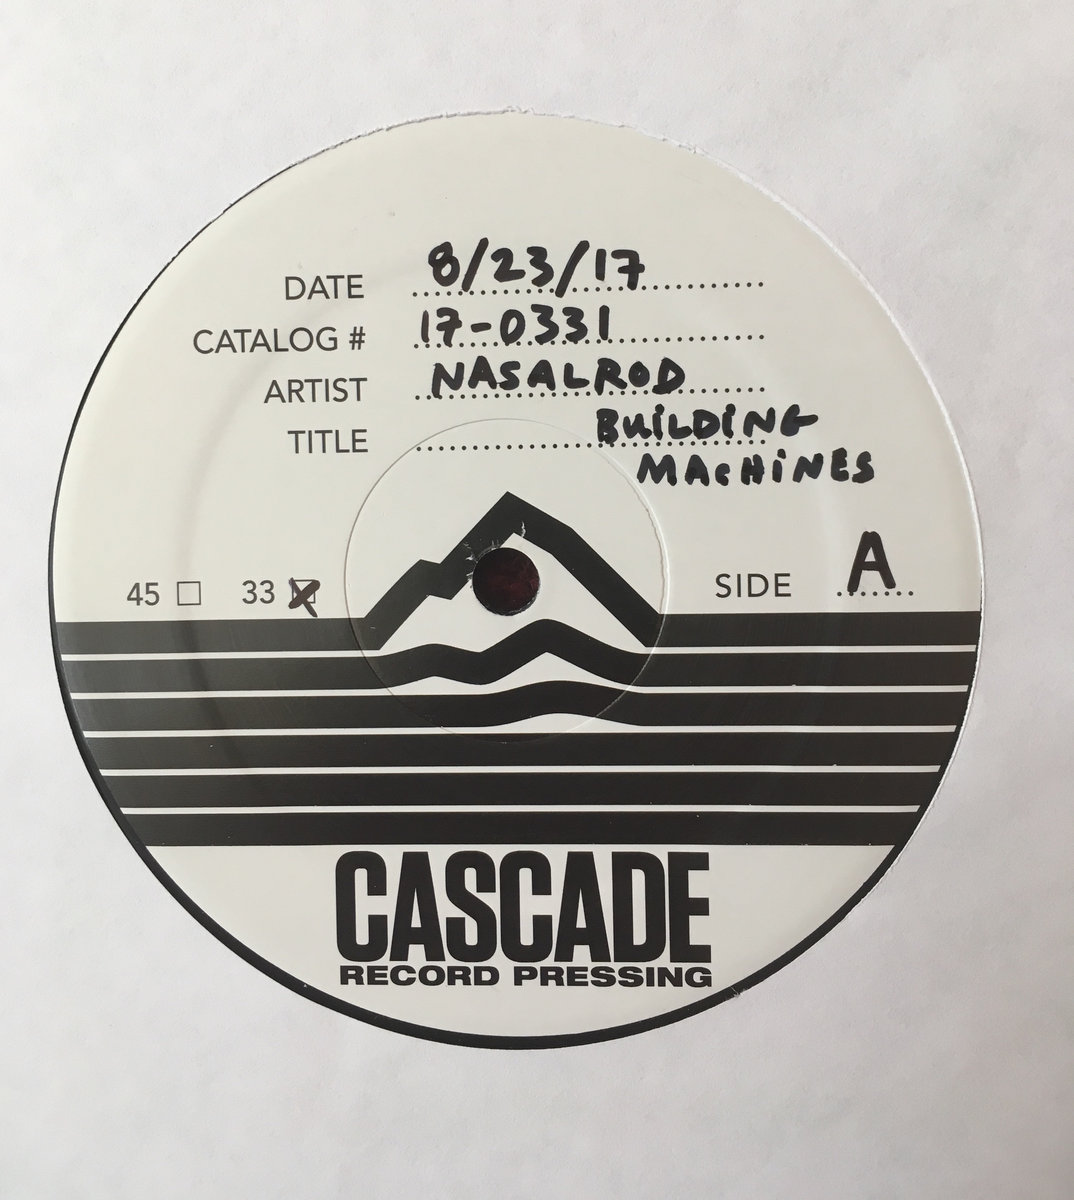 DATE 8/23/17
CATALOG # 17-0331
ARTIST NASALROD
TITLE BUiLDiNG
MACHiNES
45 33 SIDE A
CASCADE
RECORD PRESSING